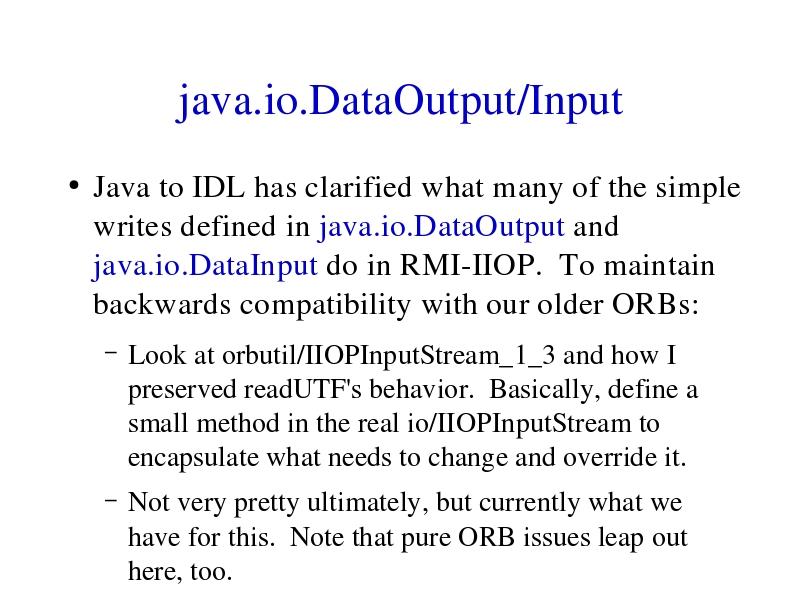 java.io.DataOutput/Input
• Java to IDL has clarified what many of the simple
writes defined in java.io.DataOutput and
java.io.DataInput do in RMI-IIOP.  To maintain
backwards compatibility with our older ORBs:
– Look at orbutil/IIOPInputStream_1_3 and how I
preserved readUTF's behavior.  Basically, define a
small method in the real io/IIOPInputStream to
encapsulate what needs to change and override it.
– Not very pretty ultimately, but currently what we
have for this.  Note that pure ORB issues leap out
here, too.